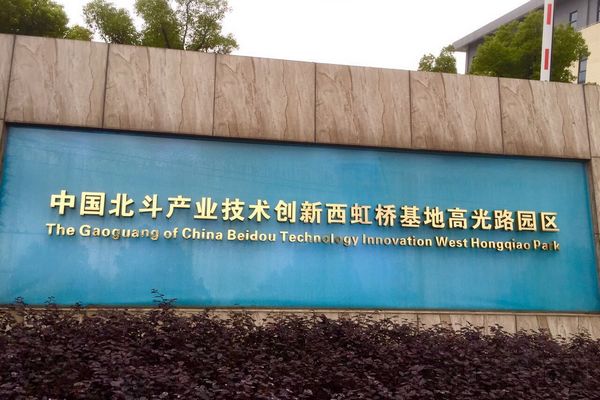 中国北斗产业技术创新西虹桥基地高光路园区
The Gaoguang of China Beidou Technology Innovation West Hongqiao Park